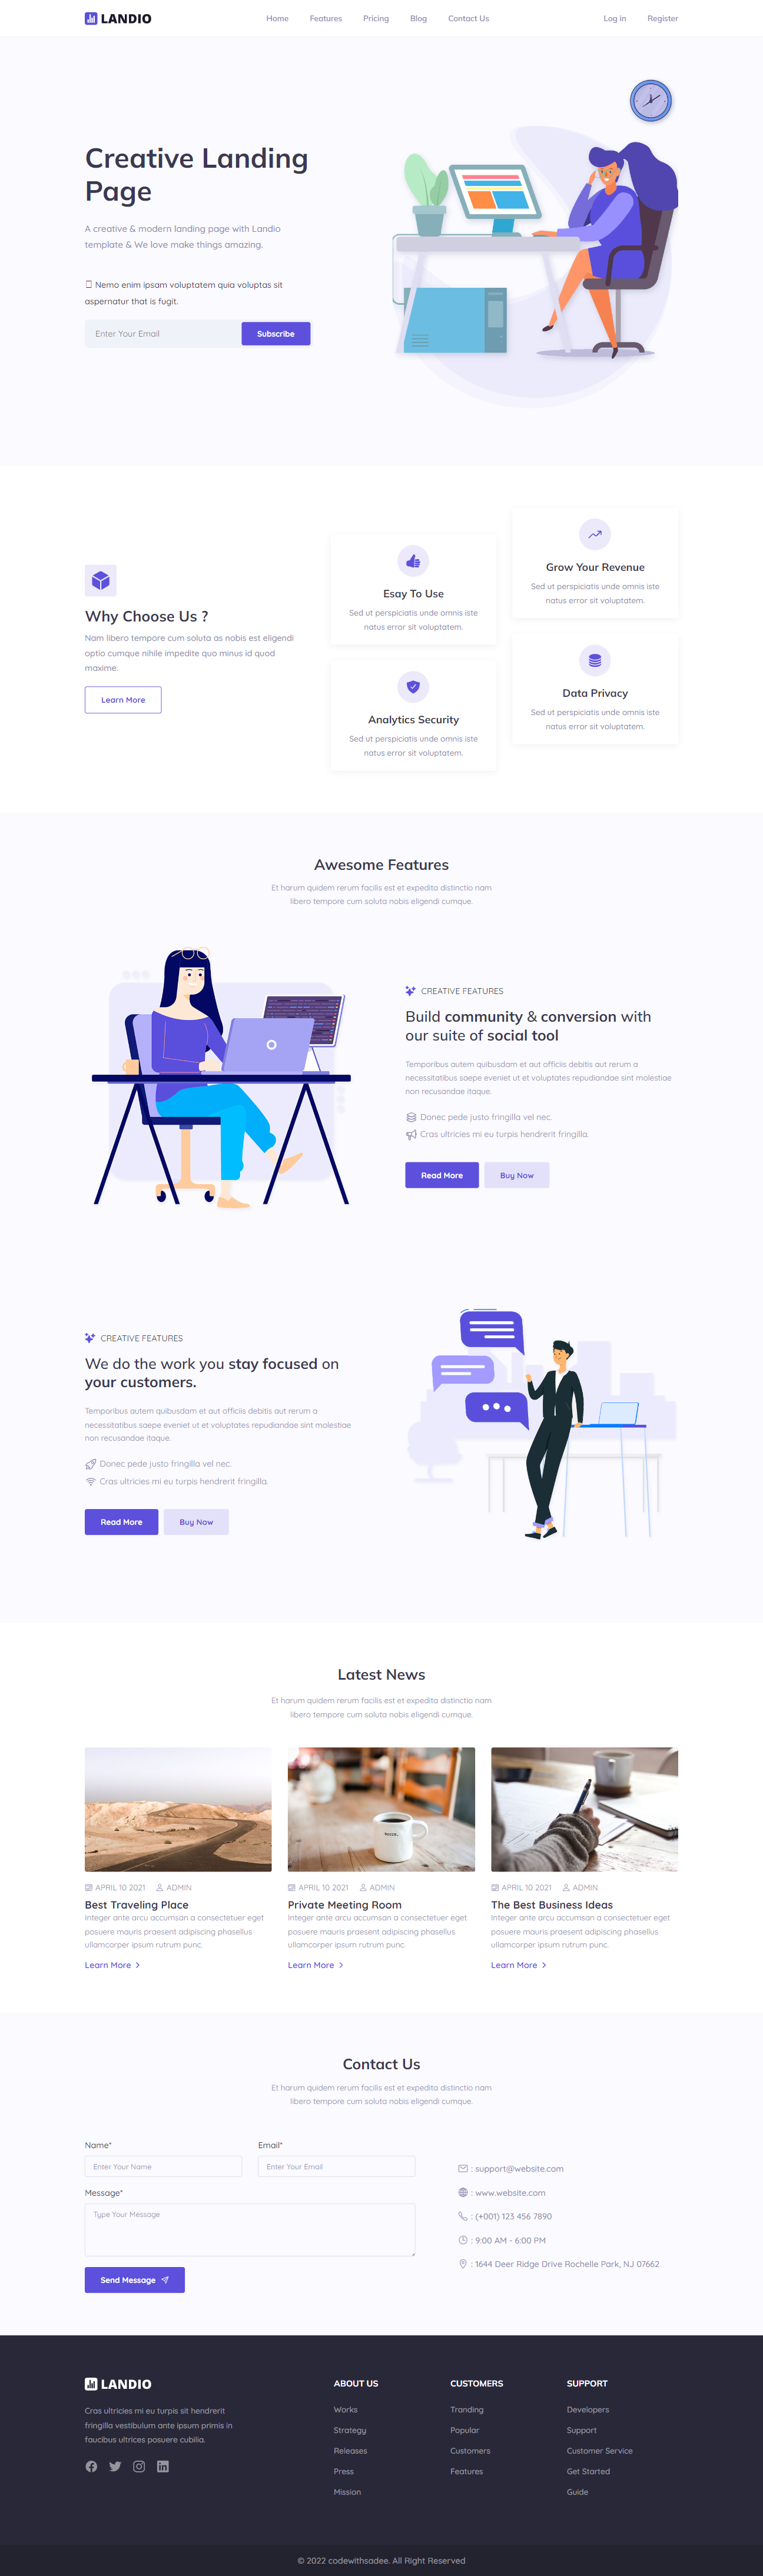 LANDIO
Home Features Pricing Blog Contact Us
Log in Register
Creative Landing
Page
A creative & modern landing page with Landio
template & We love make things amazing.
Nemo enim ipsam voluptatem quia voluptas sit
aspernatur that is fugit.
Enter Your Email Subscribe
Why Choose Us ?
Nam libero tempore cum soluta as nobis est eligendi
optio cumque nihile impedite quo minus id quod
maxime.
Learn More
Esay To Use
Sed ut perspiciatis unde omnis iste
natus error sit voluptatem.
Grow Your Revenue
Sed ut perspiciatis unde omnis iste
natus error sit voluptatem.
Analytics Security
Sed ut perspiciatis unde omnis iste
natus error sit voluptatem.
Data Privacy
Sed ut perspiciatis unde omnis iste
natus error sit voluptatem.
Awesome Features
Et harum quidem rerum facilis est et expedita distinctio nam
libero tempore cum soluta nobis eligendi cumque.
CREATIVE FEATURES
Build community & conversion with
our suite of social tool
Temporibus autem quibusdam et aut officiis debitis aut rerum a
necessitatibus saepe eveniet ut et voluptates repudiandae sint molestiae
non recusandae itaque.
Donec pede justo fringilla vel nec.
Cras ultricies mi eu turpis hendrerit fringilla.
Read More Buy Now
CREATIVE FEATURES
We do the work you stay focused on
your customers.
Temporibus autem quibusdam et aut officiis debitis aut rerum a
necessitatibus saepe eveniet ut et voluptates repudiandae sint molestiae
non recusandae itaque.
Donec pede justo fringilla vel nec.
Cras ultricies mi eu turpis hendrerit fringilla.
Read More Buy Now
Latest News
Et harum quidem rerum facilis est et expedita distinctio nam
libero tempore cum soluta nobis eligendi cumque.
APRIL 10 2021 ADMIN
Best Traveling Place
Integer ante arcu accumsan a consectetuer eget
posuere mauris praesent adipiscing phasellus
ullamcorper ipsum rutrum punc.
Learn More
APRIL 10 2021 ADMIN
Private Meeting Room
Integer ante arcu accumsan a consectetuer eget
posuere mauris praesent adipiscing phasellus
ullamcorper ipsum rutrum punc.
Learn More
APRIL 10 2021 ADMIN
The Best Business Ideas
Integer ante arcu accumsan a consectetuer eget
posuere mauris praesent adipiscing phasellus
ullamcorper ipsum rutrum punc.
Learn More
Contact Us
Et harum quidem rerum facilis est et expedita distinctio nam
libero tempore cum soluta nobis eligendi cumque.
Name* Email*
Enter Your Name Enter Your Email
Message*
Type Your Message
Send Message
: support@website.com
: www.website.com
: (+001) 123 456 7890
: 9:00 AM - 6:00 PM
: 1644 Deer Ridge Drive Rochelle Park, NJ 07662
LANDIO
Cras ultricies mi eu turpis sit hendrerit
fringilla vestibulum ante ipsum primis in
faucibus ultrices posuere cubilia.
ABOUT US
Works
Strategy
Releases
Press
Mission
CUSTOMERS
Tranding
Popular
Customers
Features
SUPPORT
Developers
Support
Customer Service
Get Started
Guide
© 2022 codewithsadee. All Right Reserved